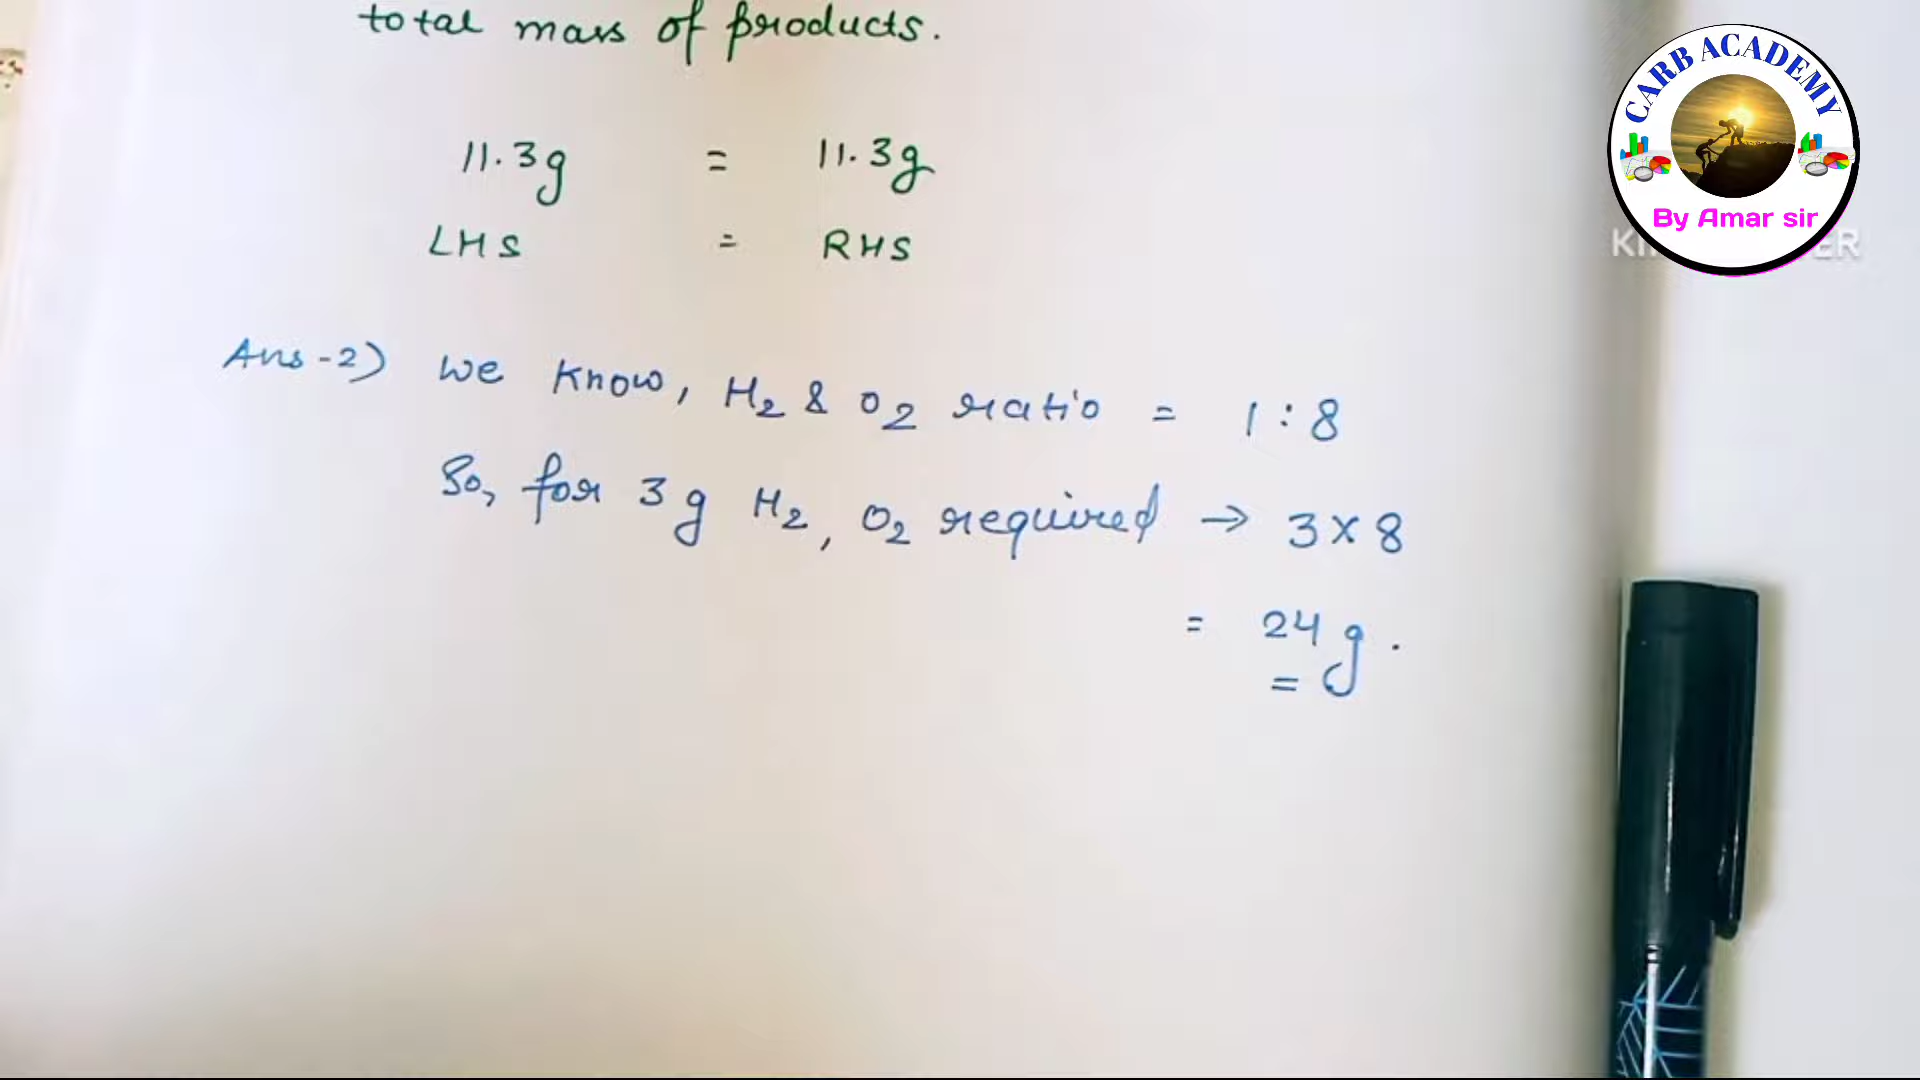 total mass of products.
11.3g = 11.3g
LHS = RHS
Ans-2) We know, H2 & O2 ratio = 1:8
So, for 3g H2, O2 required → 3×8
= 24g.
=
CARB ACADEMY
By Amar sir